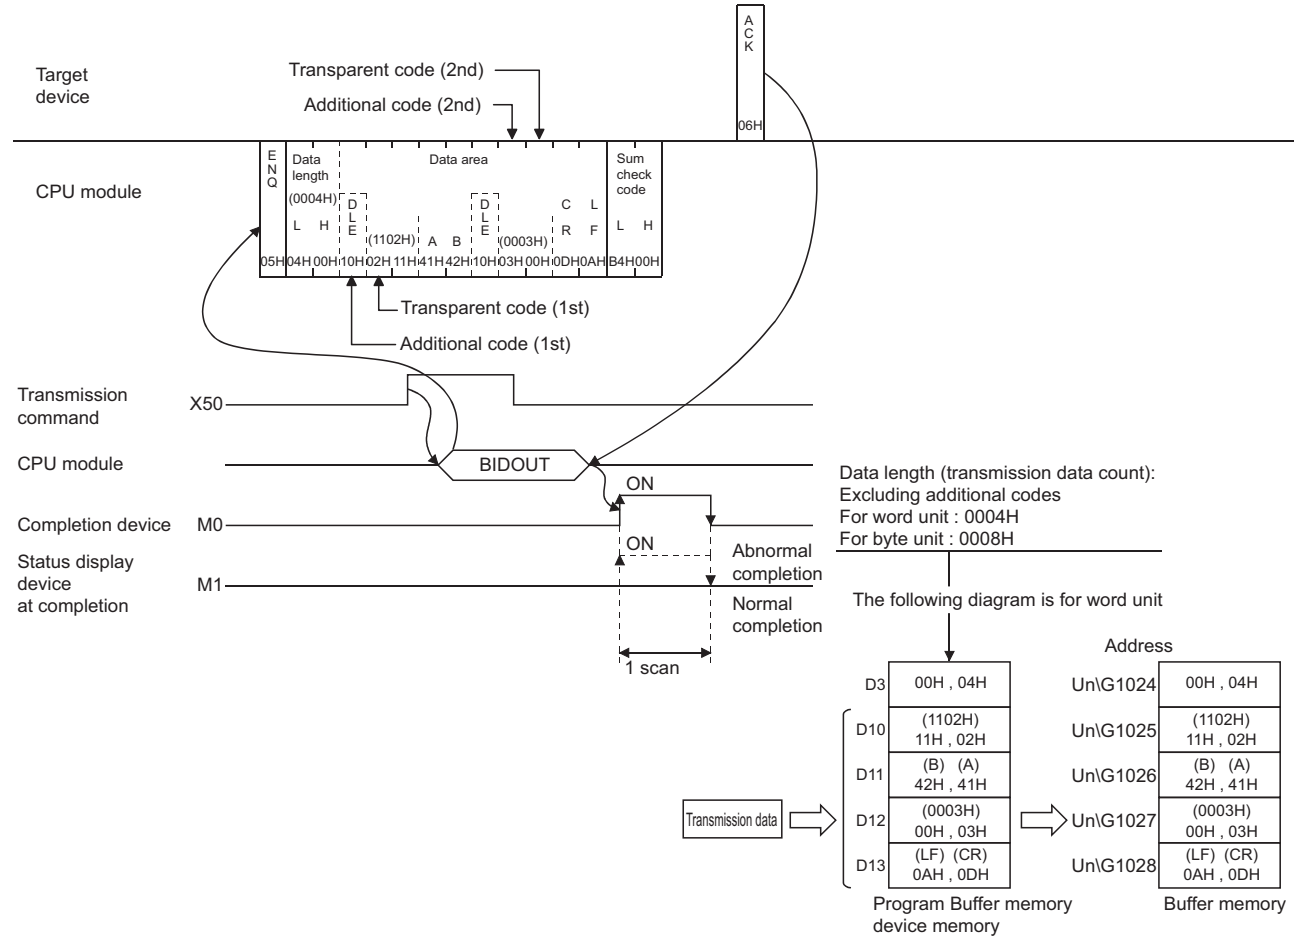 A
C
K
06H
Target
device
Transparent code (2nd)
Additional code (2nd)
CPU module
E
N
Q
05H
Data
length
(0004H)
L H
04H 00H
Data area
D
L
E
10H
(1102H)
02H 11H
A B
41H 42H
D
L
E
10H
(0003H)
03H 00H
C L
R F
0DH 0AH
Sum
check
code
L H
B4H 00H
Transparent code (1st)
Additional code (1st)
Transmission
command
X50
CPU module
BIDOUT
ON
Completion device M0
ON
Status display
device
at completion
M1
Abnormal
completion
Normal
completion
1 scan
Data length (transmission data count):
Excluding additional codes
For word unit : 0004H
For byte unit : 0008H
The following diagram is for word unit
Address
D3 00H , 04H Un\G1024 00H , 04H
D10 (1102H) 11H , 02H Un\G1025 (1102H) 11H , 02H
D11 (B) (A) 42H , 41H Un\G1026 (B) (A) 42H , 41H
Transmission data
D12 (0003H) 00H , 03H Un\G1027 (0003H) 00H , 03H
D13 (LF) (CR) 0AH , 0DH Un\G1028 (LF) (CR) 0AH , 0DH
Program Buffer memory
device memory
Buffer memory